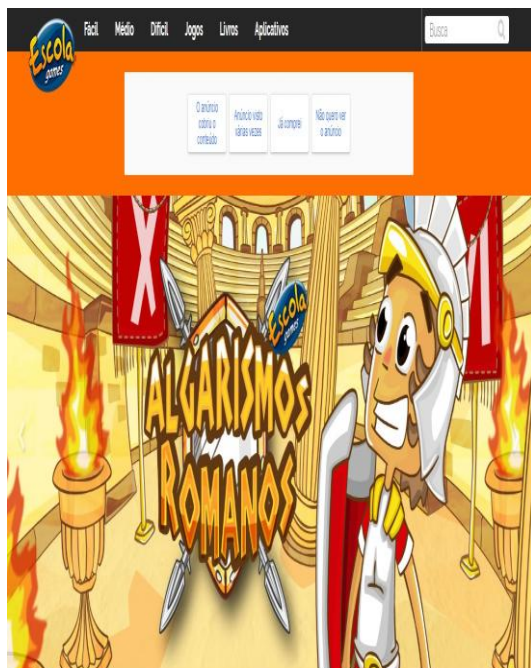 Escola games
Fácil Médio Difícil Jogos Livros Aplicativos
Busca
O anúncio
cobriu o
conteúdo
Anúncio visto
várias vezes
Já comprei
Não quero ver
o anúncio
X
Escola
games
ALGARISMOS
ROMANOS